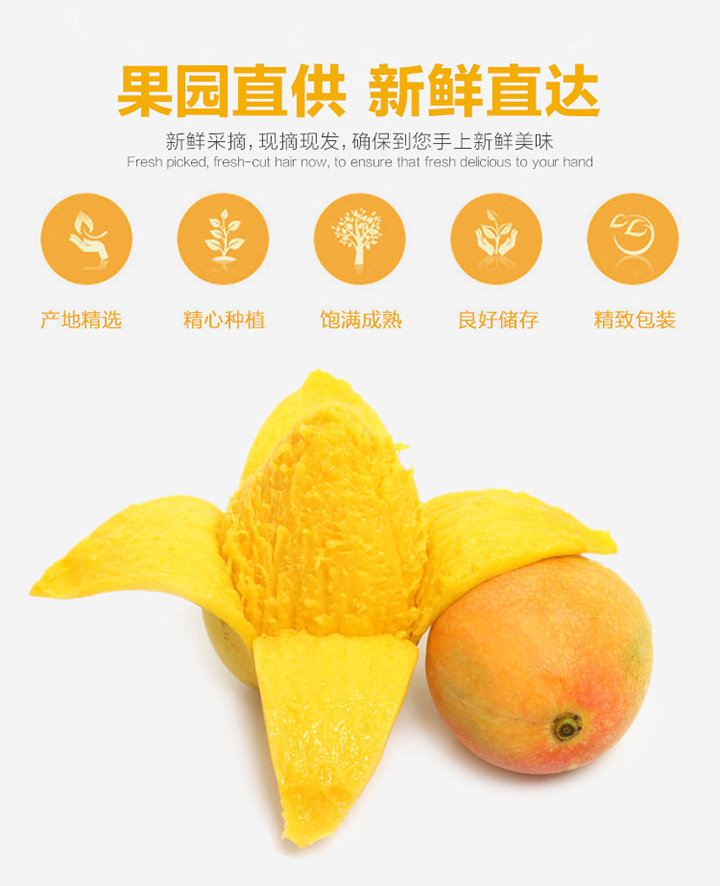 果园直供 新鲜直达
新鲜采摘,现摘现发,确保到您手上新鲜美味
Fresh picked, fresh-cut hair now, to ensure that fresh delicious to your hand
产地精选 精心种植 饱满成熟 良好储存 精致包装